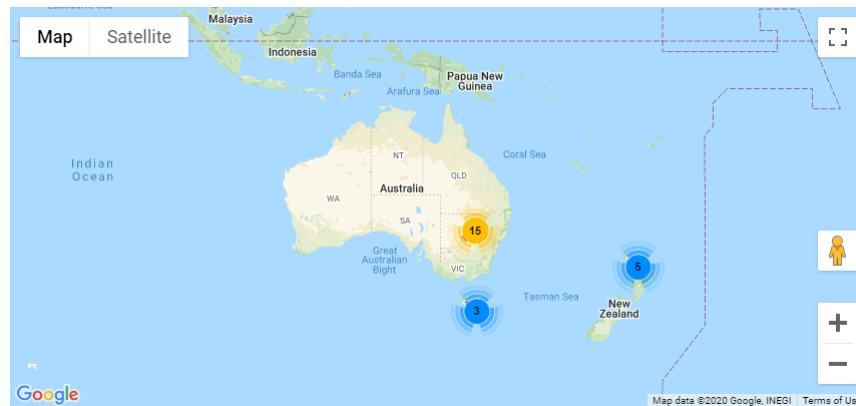 Malaysia
Map
Satellite
Indonesia
Banda Sea
Papua New
Guinea
Arafura Sea
Indian
Ocean
NT
Coral Sea
QLD
Australia
WA
SA
15
Great
Australian
Bight
VIC
5
Tasman Sea
New
Zealand
3
Google
Map data ©2020 Google, INEGI
Terms of Us